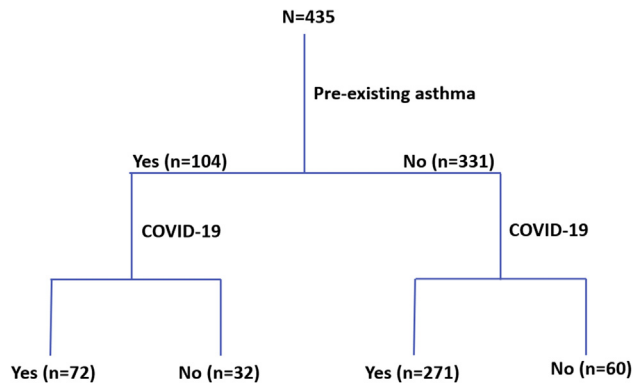 N=435
Pre-existing asthma
Yes (n=104)
No (n=331)
COVID-19
COVID-19
Yes (n=72)
No (n=32)
Yes (n=271)
No (n=60)